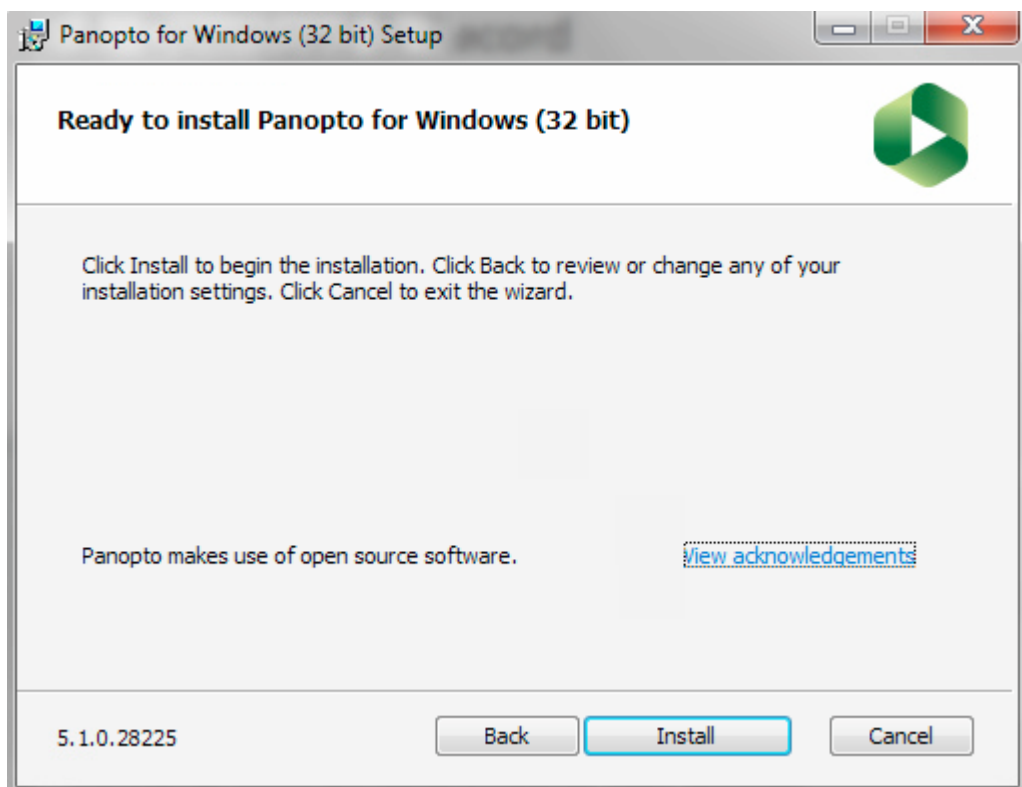 Panopto for Windows (32 bit) Setup
Ready to install Panopto for Windows (32 bit)
Click Install to begin the installation. Click Back to review or change any of your
installation settings. Click Cancel to exit the wizard.
Panopto makes use of open source software. View acknowledgements
5.1.0.28225 Back Install Cancel